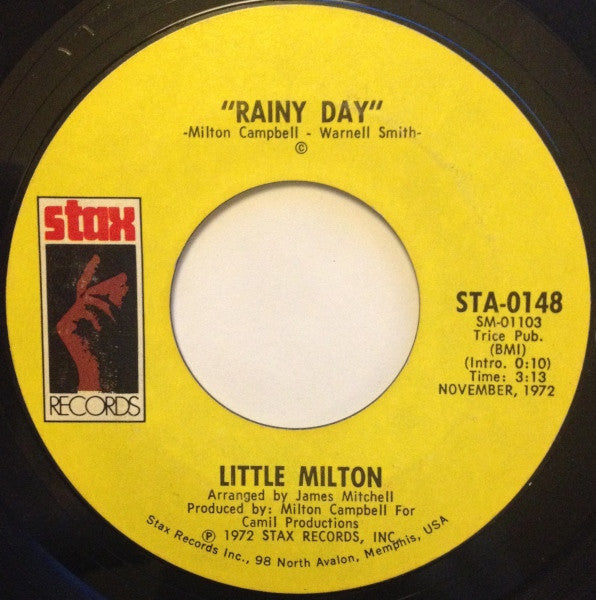 "RAINY DAY"
-Milton Campbell - Warnell Smith-
©
stax
RECORDS
STA-0148
SM-01103
Trice Pub.
(BMI)
(Intro. 0:10)
Time: 3:13
NOVEMBER, 1972
LITTLE MILTON
Arranged by James Mitchell
Produced by: Milton Campbell For
Camil Productions
℗ 1972 STAX RECORDS, INC.
Stax Records Inc., 98 North Avalon, Memphis, USA